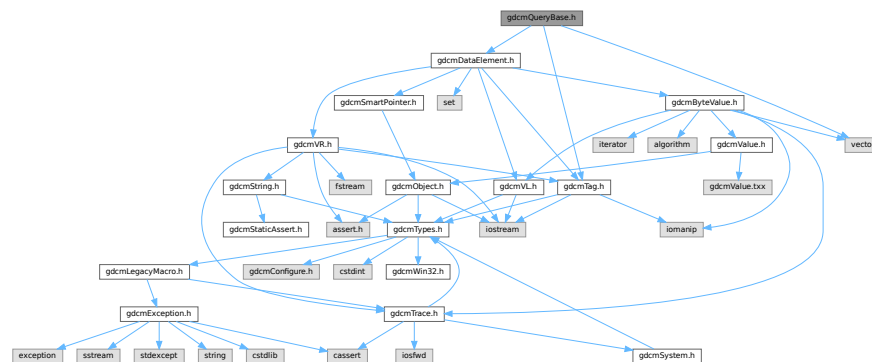 gdcmQueryBase.h
gdcmDataElement.h
gdcmSmartPointer.h
set
gdcmByteValue.h
gdcmVR.h
iterator
algorithm
gdcmValue.h
vector
gdcmString.h
fstream
gdcmObject.h
gdcmVL.h
gdcmTag.h
gdcmValue.txx
gdcmStaticAssert.h
assert.h
gdcmTypes.h
iostream
iomanip
gdcmLegacyMacro.h
gdcmConfigure.h
cstdint
gdcmWin32.h
gdcmException.h
gdcmTrace.h
exception
sstream
stdexcept
string
cstdlib
cassert
iosfwd
gdcmSystem.h